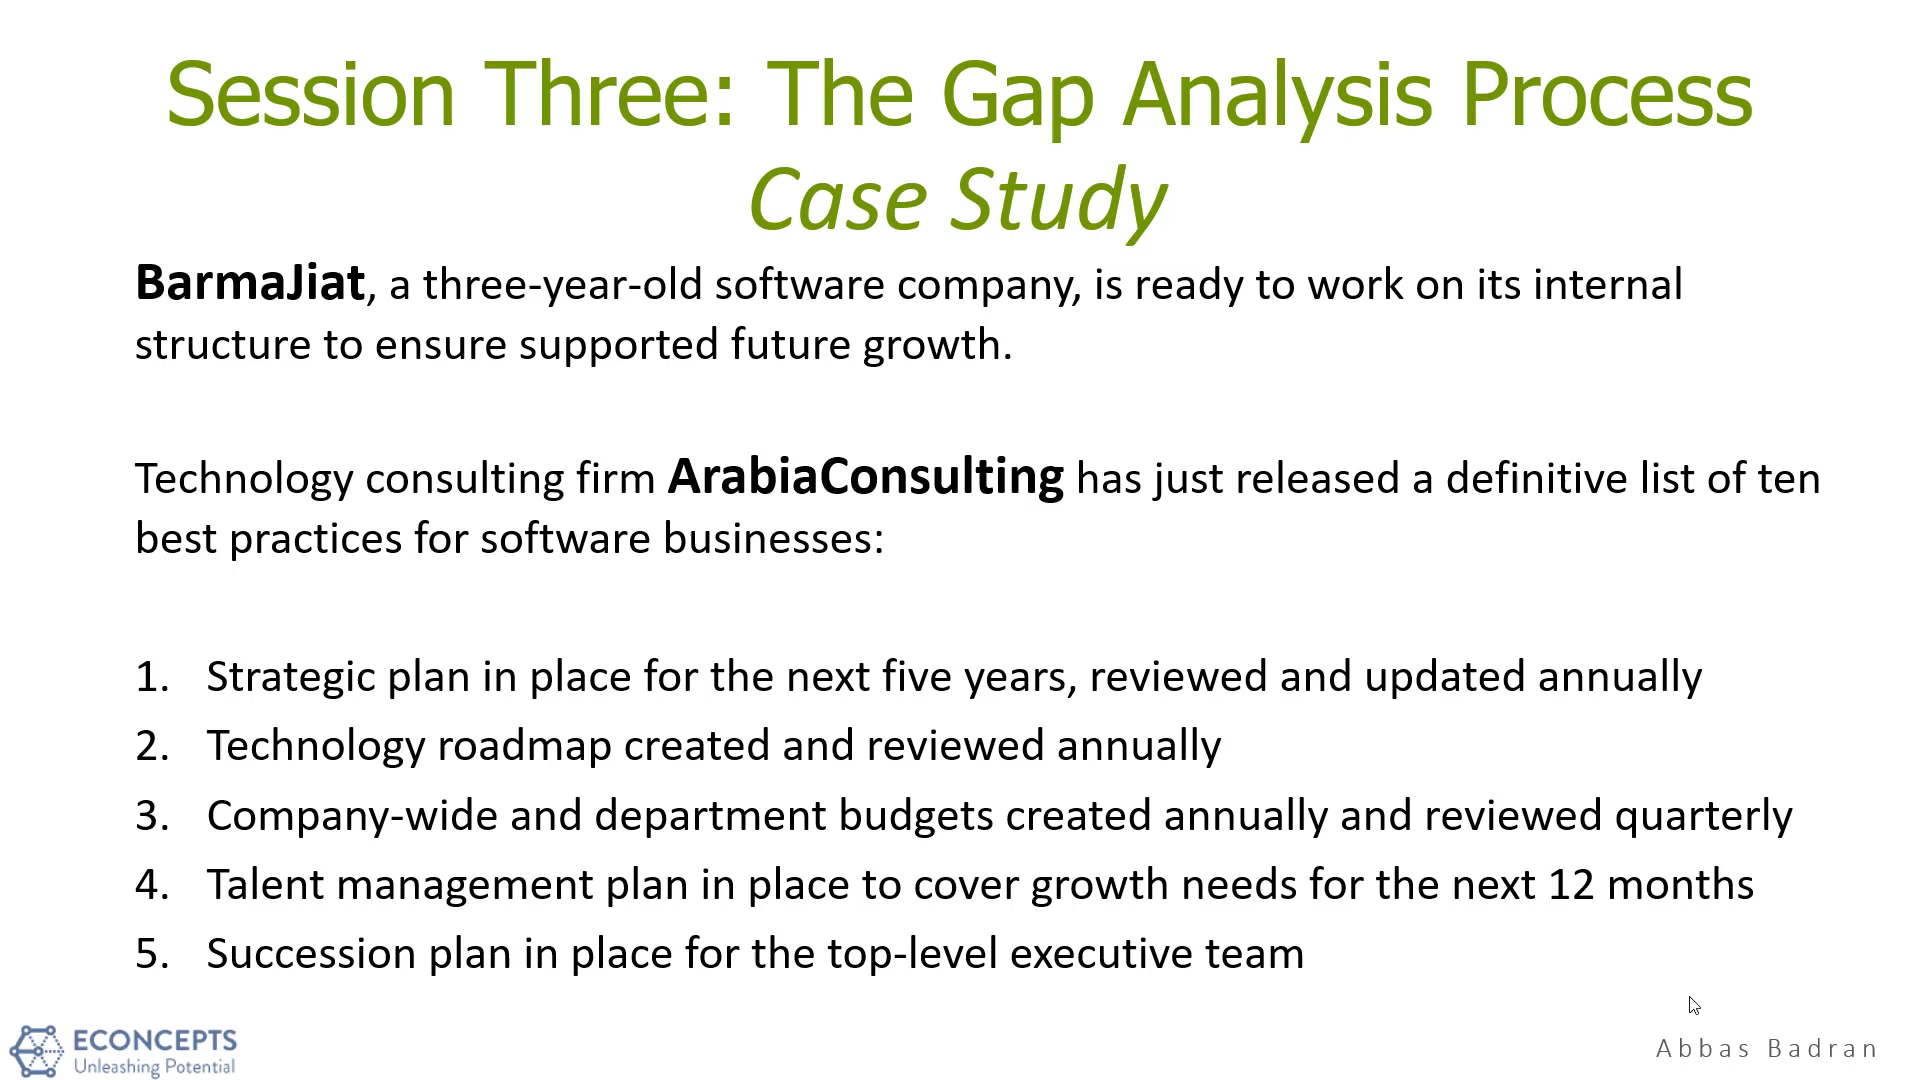 Session Three: The Gap Analysis Process
Case Study
BarmaJiat, a three-year-old software company, is ready to work on its internal
structure to ensure supported future growth.
Technology consulting firm ArabiaConsulting has just released a definitive list of ten
best practices for software businesses:
1. Strategic plan in place for the next five years, reviewed and updated annually
2. Technology roadmap created and reviewed annually
3. Company-wide and department budgets created annually and reviewed quarterly
4. Talent management plan in place to cover growth needs for the next 12 months
5. Succession plan in place for the top-level executive team
ECONCEPTS
Unleashing Potential
Abbas Badran